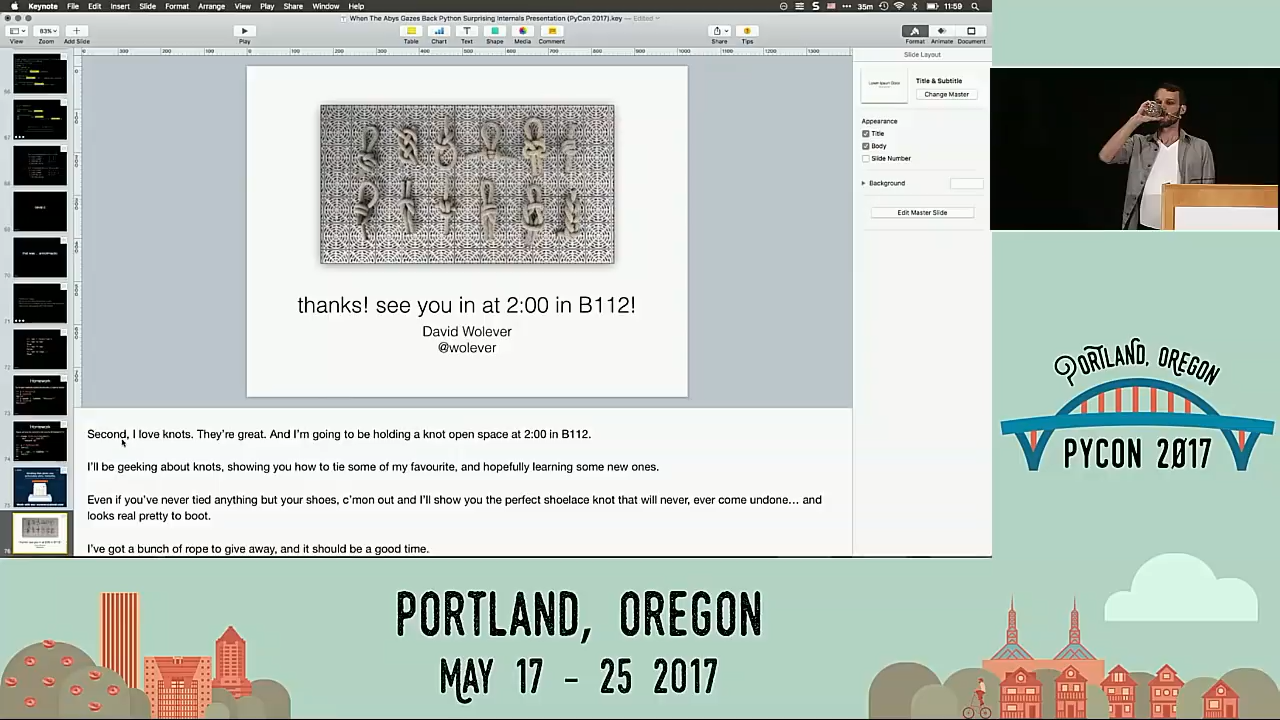 Keynote File Edit Insert Slide Format Arrange View Play Share Window Help 35m 11:59
When The Abys Gazes Back Python Surprising Internals Presentation (PyCon 2017).key — Edited
83%
View Zoom Add Slide Play Table Chart Text Shape Media Comment Share Tips Format Animate Document
Slide Layout
Title & Subtitle
Change Master
Appearance
Title
Body
Slide Number
Background
Edit Master Slide
thanks! see you in at 2:00 in B112!
David Wolever
@wolever
Homework
Homework
Second, I love knots. They're great. And I'm going to be holding a knot open space at 2:00 in B112.
I'll be geeking about knots, showing you how to tie some of my favourite, and hopefully learning some new ones.
Even if you've never tied anything but your shoes, c'mon out and I'll show you the perfect shoelace knot that will never, ever come undone… and
looks real pretty to boot.
I've got a bunch of rope to give away, and it should be a good time.
PORTLAND, OREGON
PYCON 2017
PORTLAND, OREGON
MAY 17 - 25 2017